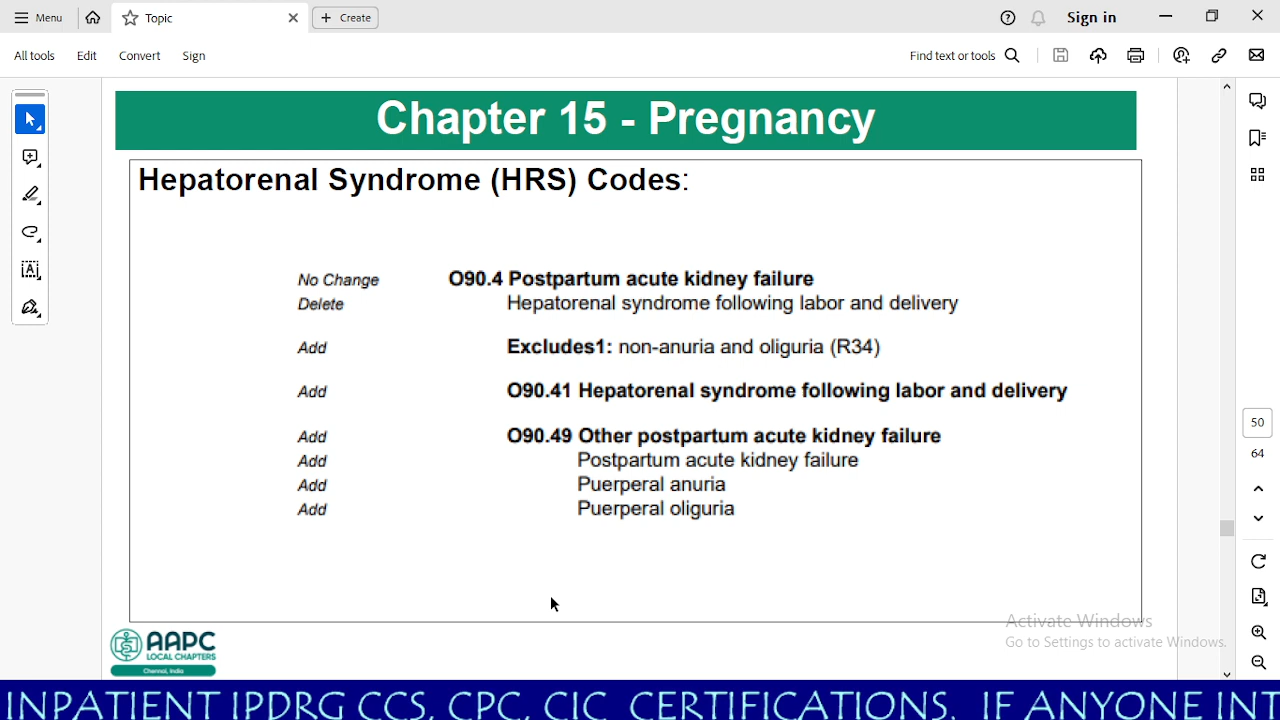 Menu
Topic
Create
Sign in
All tools Edit Convert Sign
Find text or tools
Chapter 15 - Pregnancy
Hepatorenal Syndrome (HRS) Codes:
No Change O90.4 Postpartum acute kidney failure
Delete Hepatorenal syndrome following labor and delivery
Add Excludes1: non-anuria and oliguria (R34)
Add O90.41 Hepatorenal syndrome following labor and delivery
Add O90.49 Other postpartum acute kidney failure
Add Postpartum acute kidney failure
Add Puerperal anuria
Add Puerperal oliguria
50
64
Activate Windows
Go to Settings to activate Windows.
AAPC
LOCAL CHAPTERS
Chennai, India
INPATIENT IPDRG CCS, CPC, CIC CERTIFICATIONS. IF ANYONE INT